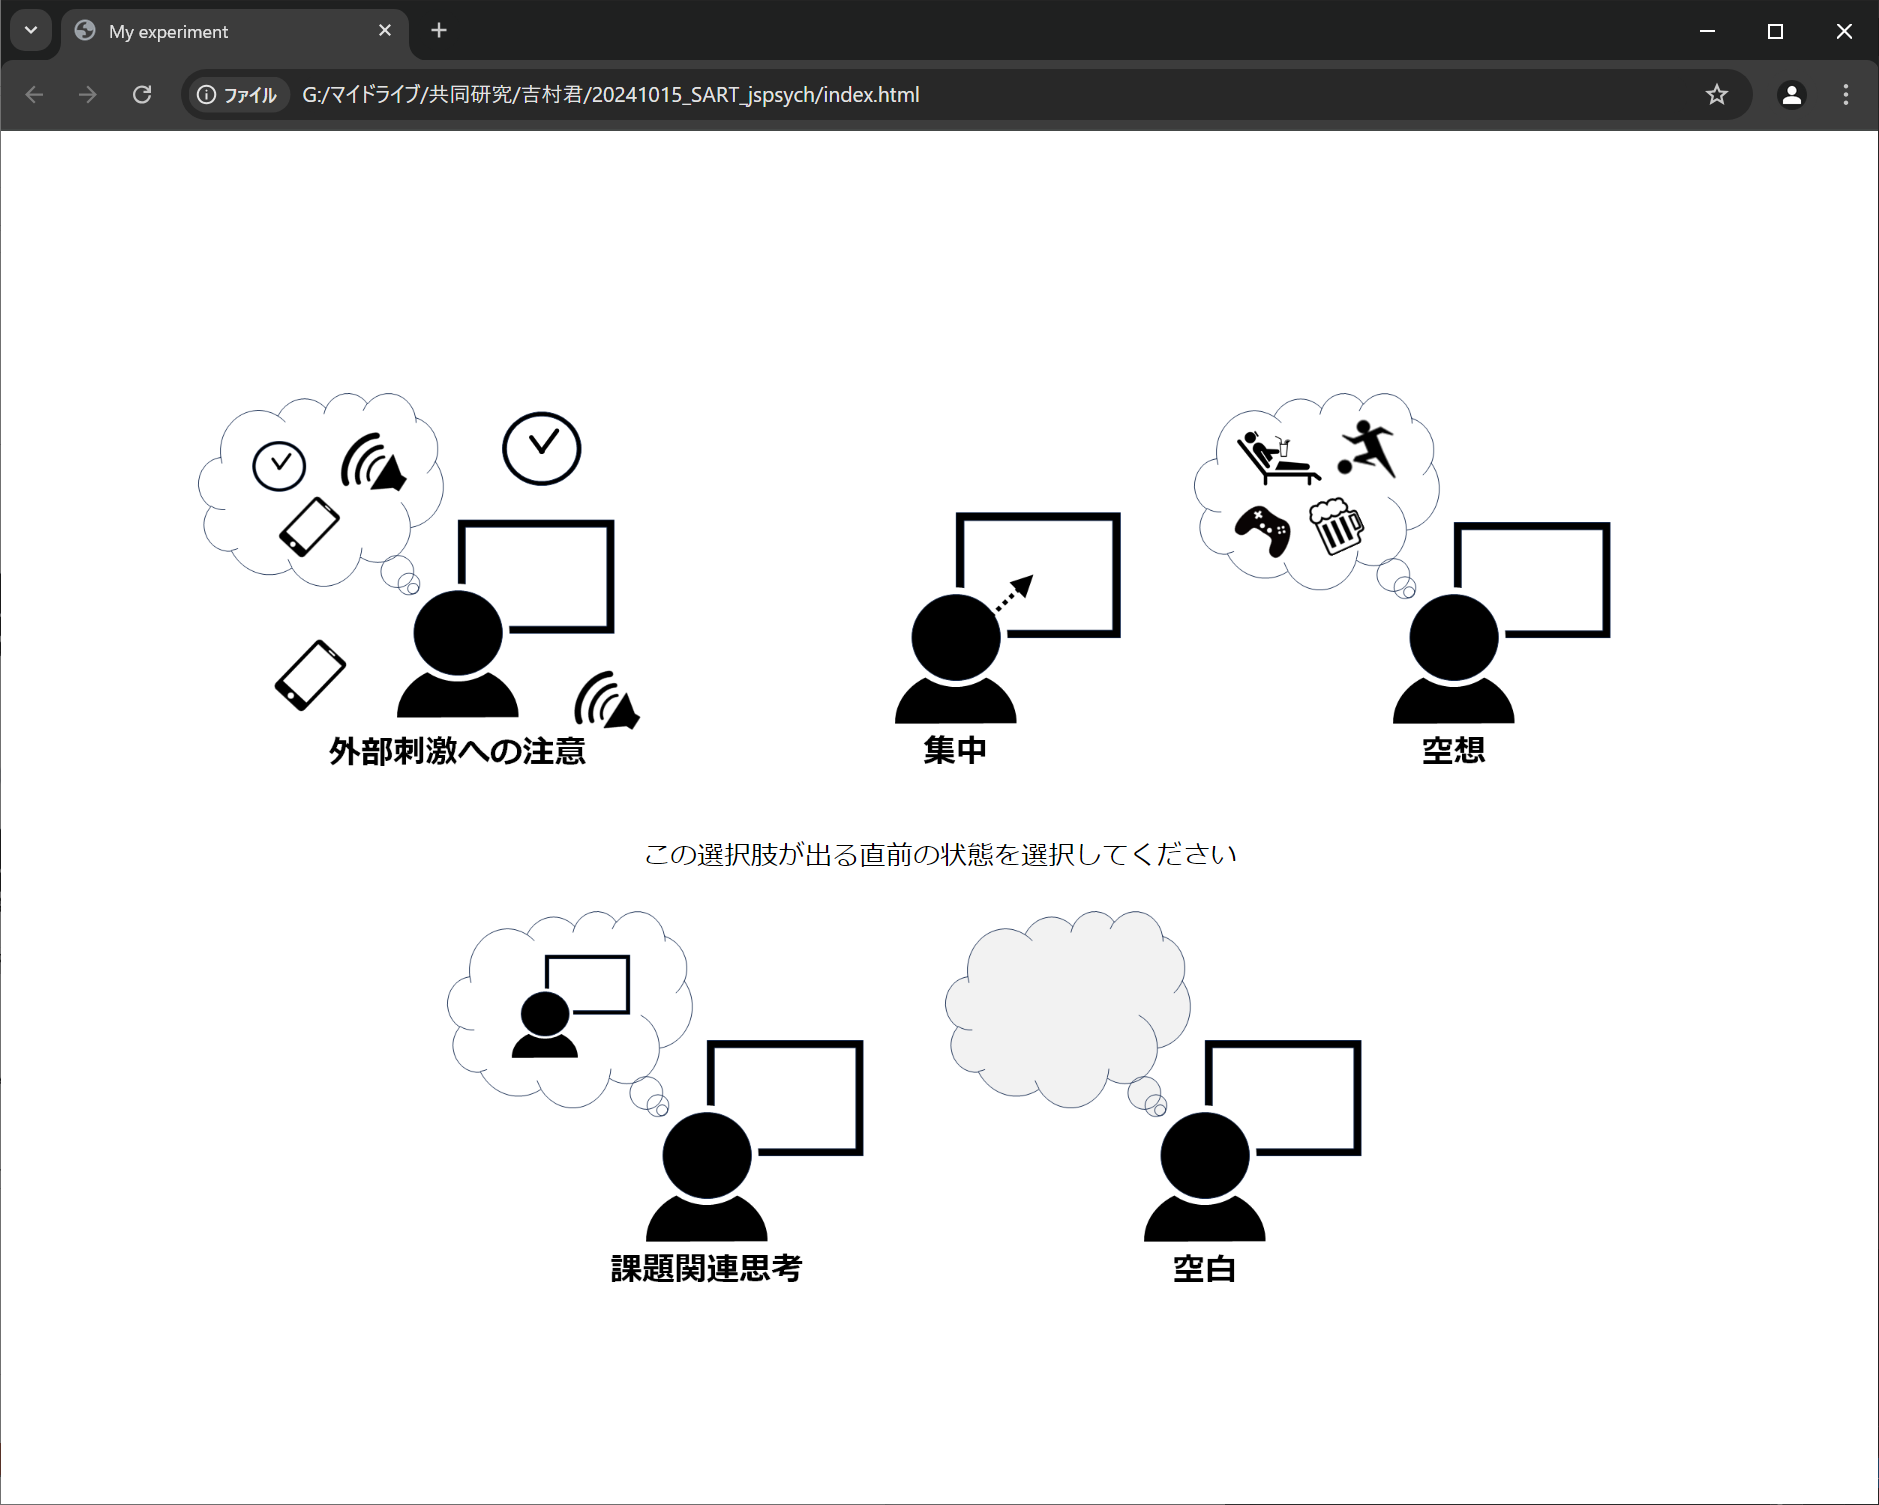 My experiment
ファイル G:/マイドライブ/共同研究/吉村君/20241015_SART_jspsych/index.html
外部刺激への注意
集中
空想
この選択肢が出る直前の状態を選択してください
課題関連思考
空白